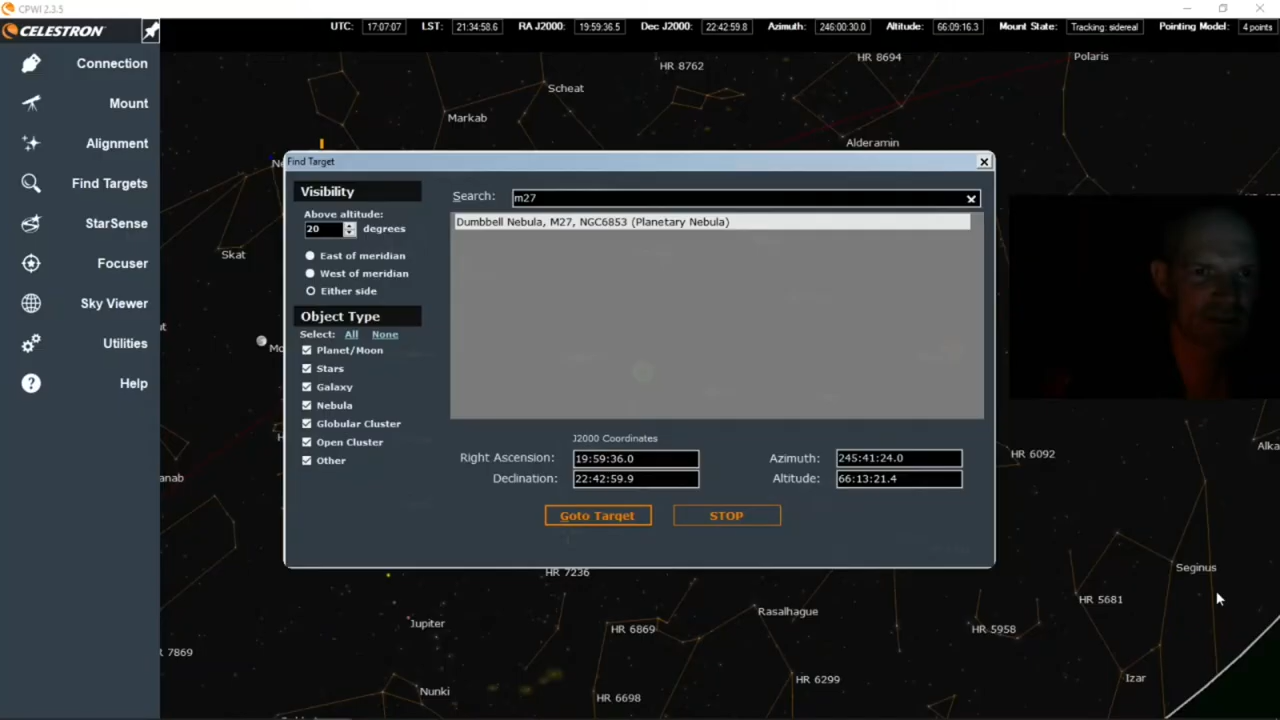 CPWI 2.3.5
CELESTRON
UTC: 17:07:07 LST: 21:34:58.6 RA J2000: 19:59:36.5 Dec J2000: 22:42:59.8 Azimuth: 246:00:30.0 Altitude: 66:09:16.3 Mount State: Tracking: sidereal Pointing Model: 4 points
Connection
Mount
Alignment
Find Targets
StarSense
Focuser
Sky Viewer
Utilities
Help
HR 8762
HR 8694
Polaris
Scheat
Markab
Alderamin
Skat
HR 6092
Alka
anab
Find Target
Visibility
Above altitude:
20 degrees
East of meridian
West of meridian
Either side
Object Type
Select: All None
Planet/Moon
Stars
Galaxy
Nebula
Globular Cluster
Open Cluster
Other
Search: m27
Dumbbell Nebula, M27, NGC6853 (Planetary Nebula)
J2000 Coordinates
Right Ascension: 19:59:36.0 Azimuth: 245:41:24.0
Declination: 22:42:59.9 Altitude: 66:13:21.4
Goto Target STOP
HR 7236
Seginus
HR 5681
Rasalhague
Jupiter
HR 6869
HR 5958
7869
HR 6299
Izar
Nunki
HR 6698